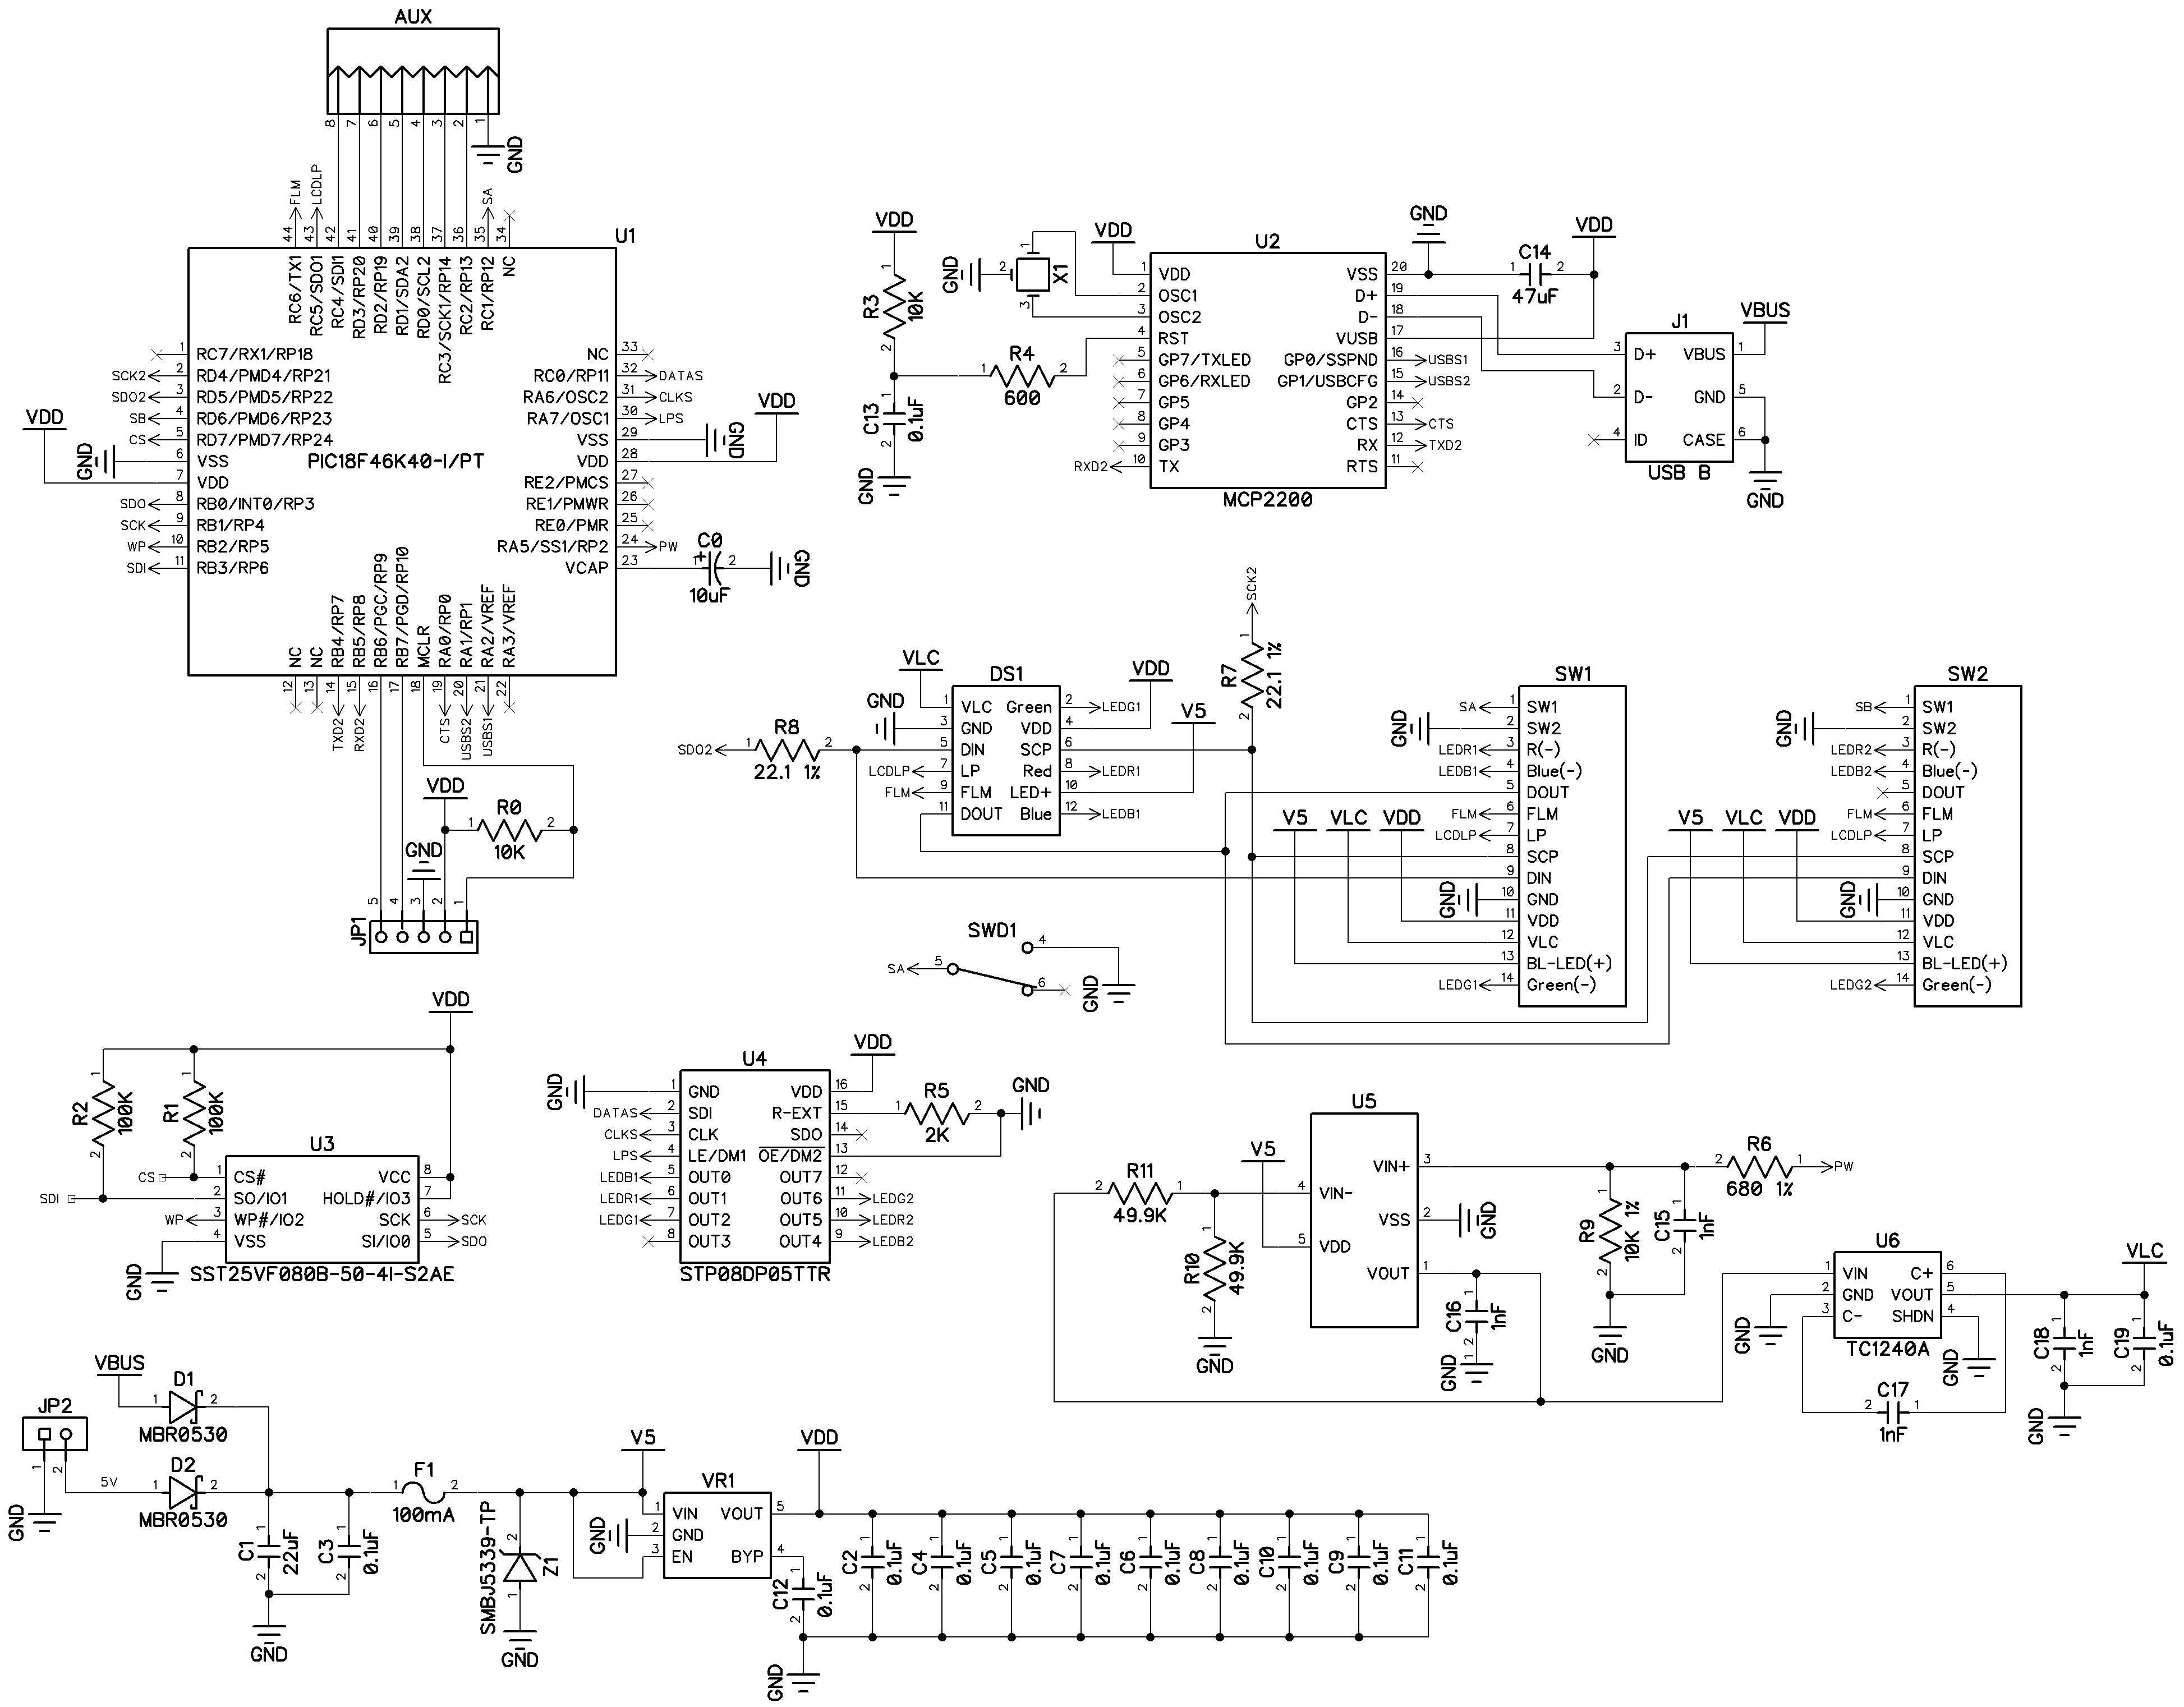 AUX
8 7 6 5 4 3 2 1
GND
FLM LCDLP SA
44 43 42 41 40 39 38 37 36 35 34
U1
RC6/TX1
RC5/SDO1
RC4/SDI1
RD3/RP20
RD2/RP19
RD1/SDA2
RD0/SCL2
RC3/SCK1/RP14
RC2/RP13
RC1/RP12
NC
1 RC7/RX1/RP18
SCK2 2 RD4/PMD4/RP21
SDO2 3 RD5/PMD5/RP22
SB 4 RD6/PMD6/RP23
CS 5 RD7/PMD7/RP24
GND 6 VSS
VDD 7 VDD
SDO 8 RB0/INT0/RP3
SCK 9 RB1/RP4
WP 10 RB2/RP5
SDI 11 RB3/RP6
PIC18F46K40-I/PT
NC 33
RC0/RP11 32 DATAS
RA6/OSC2 31 CLKS
RA7/OSC1 30 LPS
VSS 29 GND
VDD 28 VDD
RE2/PMCS 27
RE1/PMWR 26
RE0/PMR 25
RA5/SS1/RP2 24 PW
VCAP 23
C0 1 + 2 10uF GND
NC
NC
RB4/RP7
RB5/RP8
RB6/PGC/RP9
RB7/PGD/RP10
MCLR
RA0/RP0
RA1/RP1
RA2/VREF
RA3/VREF
12 13 14 15 16 17 18 19 20 21 22
TXD2 RXD2 CTS USBS2 USBS1
VDD
R0
1 2
10K
GND
5 4 3 2 1
JP1
VDD
1 R3 10K 2
R4
1 2
600
1 C13 0.1uF 2
GND
GND 2 1 3 X1
VDD
U2
1 VDD
2 OSC1
3 OSC2
4 RST
5 GP7/TXLED
6 GP6/RXLED
7 GP5
8 GP4
9 GP3
RXD2 10 TX
VSS 20
D+ 19
D- 18
VUSB 17
GP0/SSPND 16 USBS1
GP1/USBCFG 15 USBS2
GP2 14
CTS 13 CTS
RX 12 TXD2
RTS 11
MCP2200
GND
C14
1 2
47uF
VDD
J1
3 D+
2 D-
4 ID
VBUS 1
GND 5
CASE 6
USB B
VBUS
GND
SCK2
1 R7 22.1 1% 2
SDO2
R8
1 2
22.1 1%
VLC
GND
DS1
1 VLC
3 GND
5 DIN
LCDLP 7 LP
FLM 9 FLM
11 DOUT
Green 2 LEDG1
VDD 4
SCP 6
Red 8 LEDR1
LED+ 10
Blue 12 LEDB1
VDD
V5
SW1
SA 1 SW1
GND 2 SW2
LEDR1 3 R(-)
LEDB1 4 Blue(-)
5 DOUT
FLM 6 FLM
LCDLP 7 LP
8 SCP
9 DIN
GND 10 GND
11 VDD
12 VLC
13 BL-LED(+)
LEDG1 14 Green(-)
V5 VLC VDD
SW2
SB 1 SW1
GND 2 SW2
LEDR2 3 R(-)
LEDB2 4 Blue(-)
5 DOUT
FLM 6 FLM
LCDLP 7 LP
8 SCP
9 DIN
GND 10 GND
11 VDD
12 VLC
13 BL-LED(+)
LEDG2 14 Green(-)
V5 VLC VDD
SWD1
4
SA 5
6
GND
VDD
1 R2 100K 2
1 R1 100K 2
U3
CS 1 CS#
SDI 2 SO/IO1
WP 3 WP#/IO2
4 VSS
VCC 8
HOLD#/IO3 7
SCK 6 SCK
SI/IO0 5 SDO
GND
SST25VF080B-50-4I-S2AE
U4
VDD
GND 1 GND
DATAS 2 SDI
CLKS 3 CLK
LPS 4 LE/DM1
LEDB1 5 OUT0
LEDR1 6 OUT1
LEDG1 7 OUT2
8 OUT3
VDD 16
R-EXT 15
SDO 14
OE/DM2 13
OUT7 12
OUT6 11 LEDG2
OUT5 10 LEDR2
OUT4 9 LEDB2
STP08DP05TTR
R5
1 2
2K
GND
U5
V5
R11
2 1
49.9K
1 R10 49.9K 2
GND
4 VIN-
5 VDD
VIN+ 3
VSS 2 GND
VOUT 1
1 C16 1nF 2
1 GND
R6
2 1 PW
680 1%
1 R9 10K 1% 2
1 C15 1nF 2
GND
U6
1 VIN
2 GND
3 C-
C+ 6
VOUT 5
SHDN 4
TC1240A
GND
GND
C17
2 1
1nF
VLC
1 C18 1nF 2
1 C19 0.1uF 2
GND
VBUS
D1
1 2
MBR0530
JP2
1 2
GND
5V
D2
1 2
MBR0530
1 C1 22uF 2
1 C3 0.1uF 2
GND
F1
1 2
100mA
SMBJ5339-TP
2 1 Z1
GND
V5
VR1
1 VIN
GND 2 GND
3 EN
VOUT 5
BYP 4
VDD
1 C12 0.1uF 2
GND
1 C2 0.1uF 2
1 C4 0.1uF 2
1 C5 0.1uF 2
1 C7 0.1uF 2
1 C6 0.1uF 2
1 C8 0.1uF 2
1 C10 0.1uF 2
1 C9 0.1uF 2
1 C11 0.1uF 2